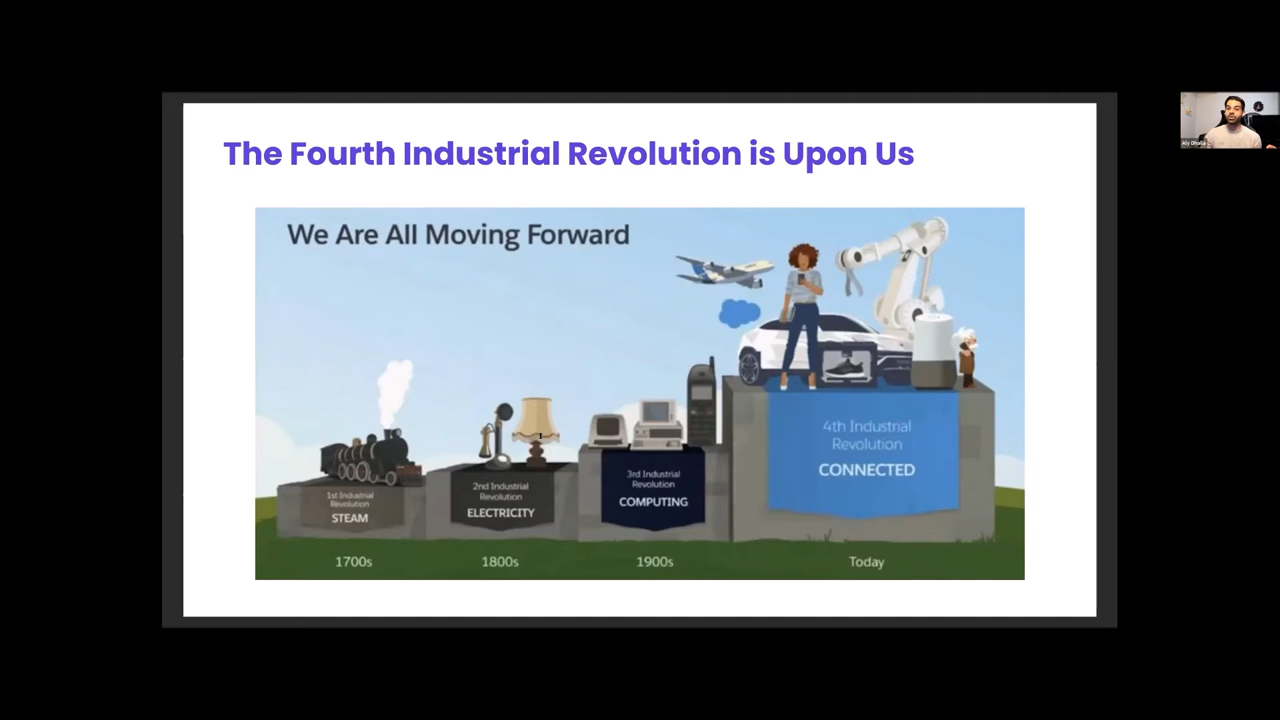 The Fourth Industrial Revolution is Upon Us
We Are All Moving Forward
1st Industrial
Revolution
STEAM
2nd Industrial
Revolution
ELECTRICITY
3rd Industrial
Revolution
COMPUTING
4th Industrial
Revolution
CONNECTED
1700s
1800s
1900s
Today